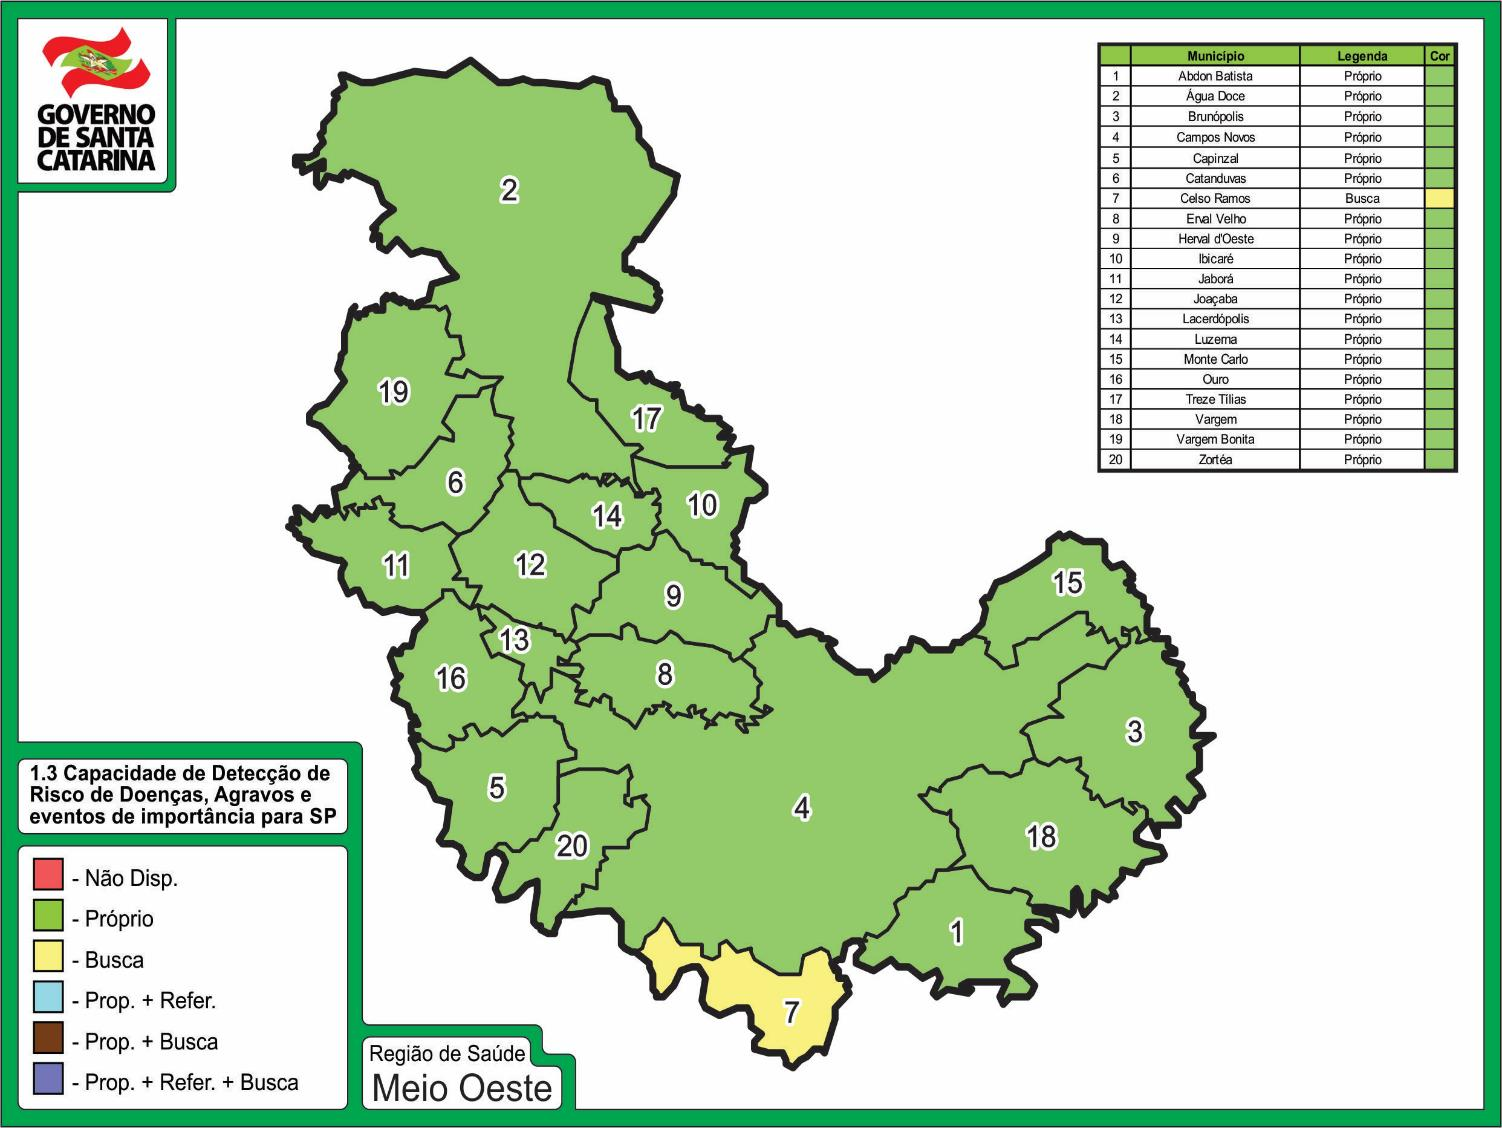 GOVERNO
DE SANTA
CATARINA
Município Legenda Cor
1 Abdon Batista Próprio
2 Água Doce Próprio
3 Brunópolis Próprio
4 Campos Novos Próprio
5 Capinzal Próprio
6 Catanduvas Próprio
7 Celso Ramos Busca
8 Erval Velho Próprio
9 Herval d'Oeste Próprio
10 Ibicaré Próprio
11 Jaborá Próprio
12 Joaçaba Próprio
13 Lacerdópolis Próprio
14 Luzerna Próprio
15 Monte Carlo Próprio
16 Ouro Próprio
17 Treze Tílias Próprio
18 Vargem Próprio
19 Vargem Bonita Próprio
20 Zortéa Próprio
2
19
17
6
10
14
11
12
15
9
13
8
16
3
5
4
18
20
1
7
1.3 Capacidade de Detecção de
Risco de Doenças, Agravos e
eventos de importância para SP
- Não Disp.
- Próprio
- Busca
- Prop. + Refer.
- Prop. + Busca
- Prop. + Refer. + Busca
Região de Saúde
Meio Oeste